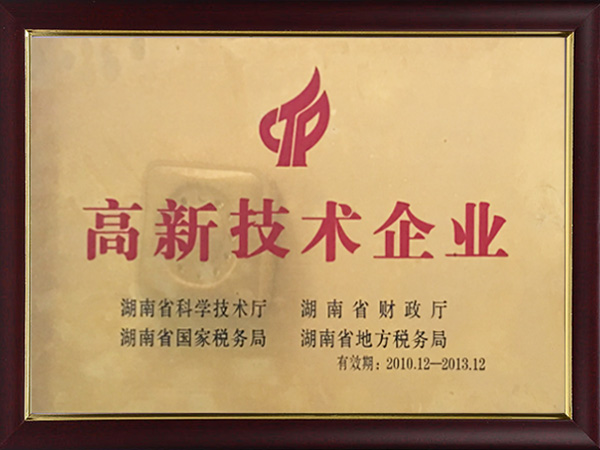 CTP
高新技术企业
湖南省科学技术厅 湖南省财政厅
湖南省国家税务局 湖南省地方税务局
有效期：2010.12—2013.12